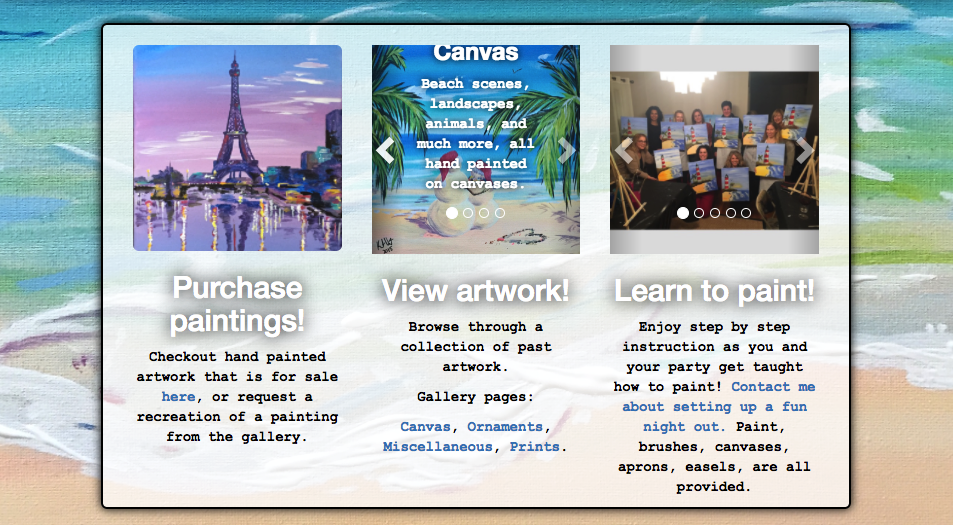 Canvas
Beach scenes,
landscapes,
animals, and
much more, all
hand painted
on canvases.
Purchase
paintings!
Checkout hand painted
artwork that is for sale
here, or request a
recreation of a painting
from the gallery.
View artwork!
Browse through a
collection of past
artwork.
Gallery pages:
Canvas, Ornaments,
Miscellaneous, Prints.
Learn to paint!
Enjoy step by step
instruction as you and
your party get taught
how to paint! Contact me
about setting up a fun
night out. Paint,
brushes, canvases,
aprons, easels, are all
provided.